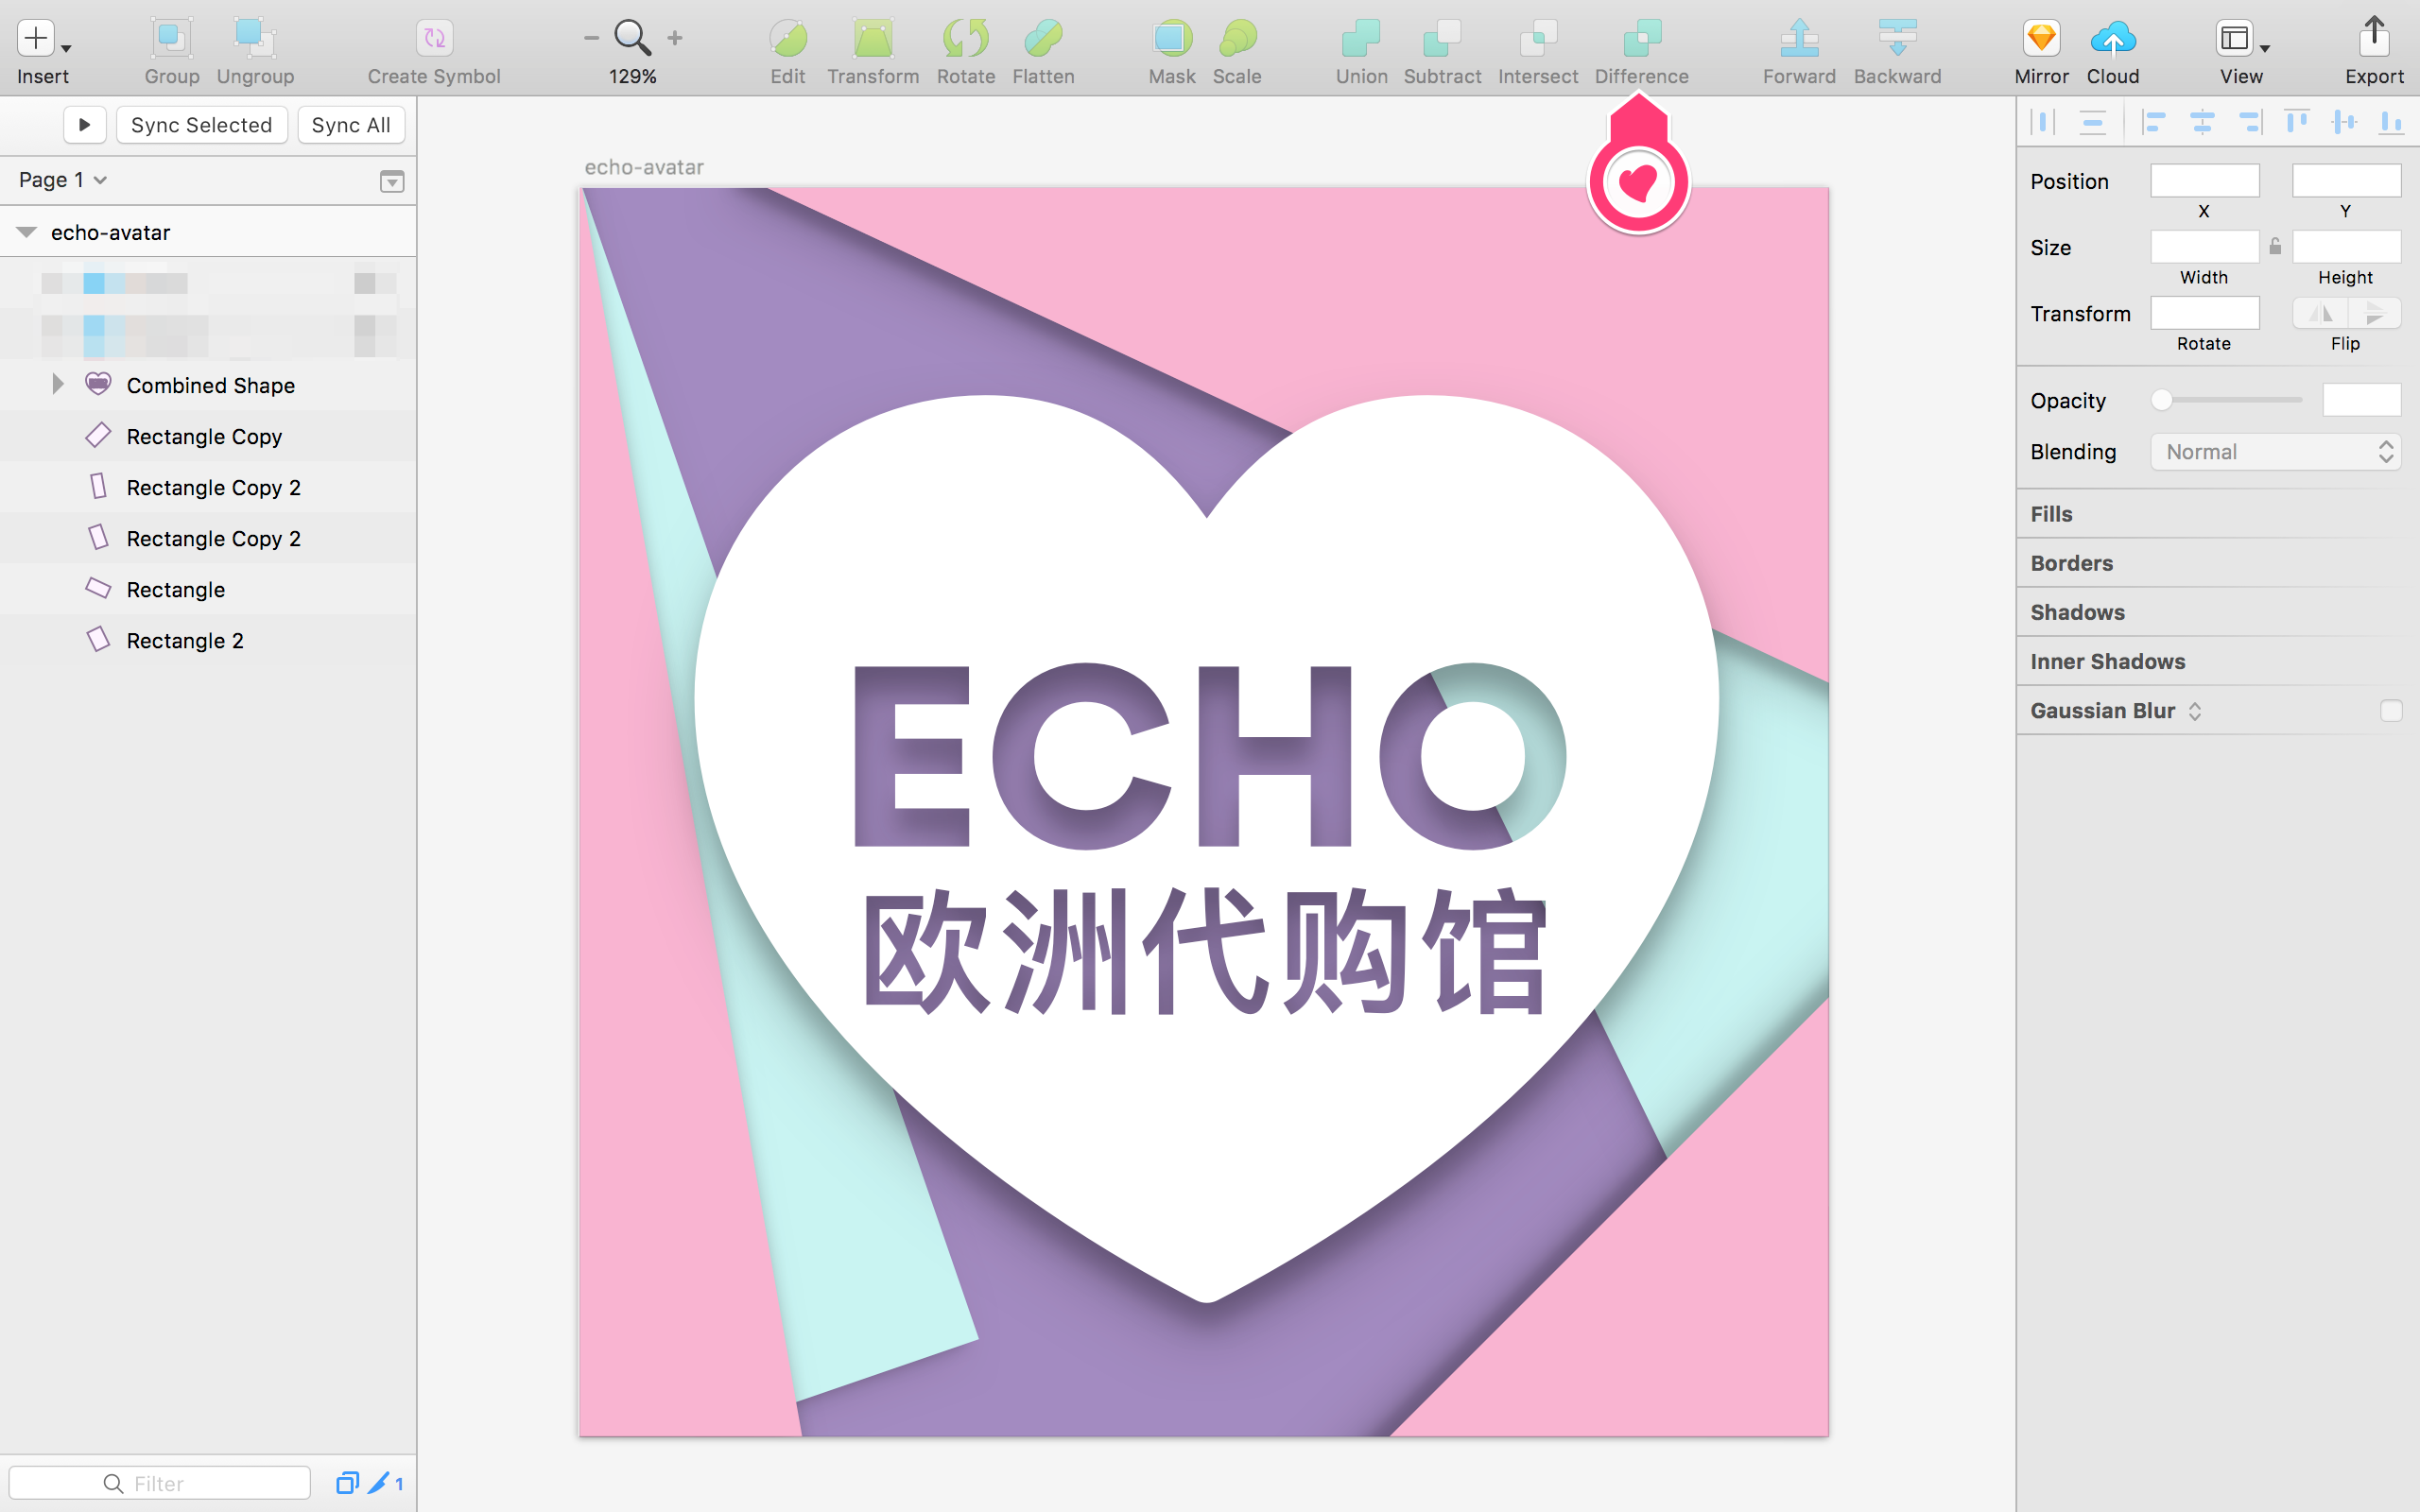 Insert
Group
Ungroup
Create Symbol
129%
Edit
Transform
Rotate
Flatten
Mask
Scale
Union
Subtract
Intersect
Difference
Forward
Backward
Mirror
Cloud
View
Export
Sync Selected
Sync All
Page 1
echo-avatar
Combined Shape
Rectangle Copy
Rectangle Copy 2
Rectangle Copy 2
Rectangle
Rectangle 2
Filter
1
echo-avatar
ECHO
欧洲代购馆
Position
X
Y
Size
Width
Height
Transform
Rotate
Flip
Opacity
Blending
Normal
Fills
Borders
Shadows
Inner Shadows
Gaussian Blur